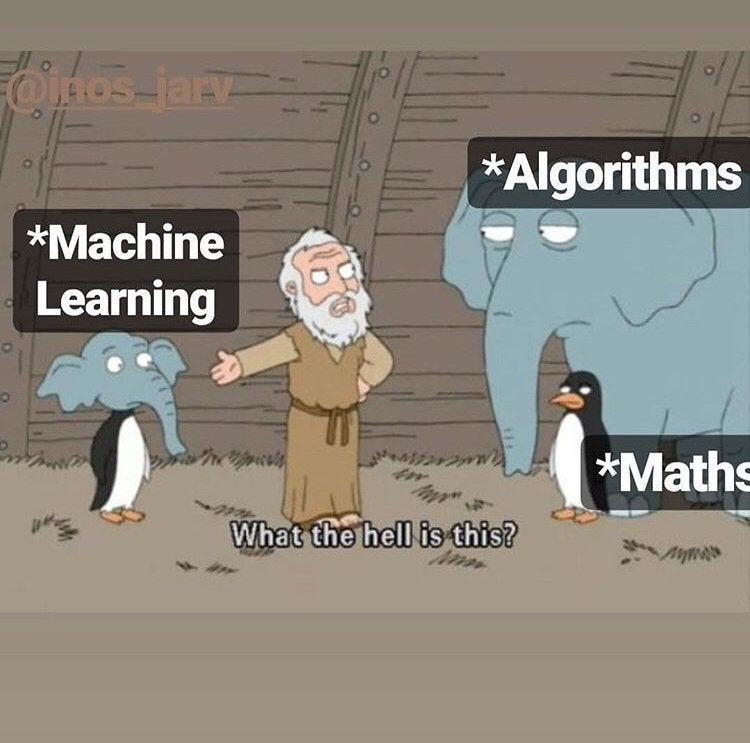 @inos_jarv
*Algorithms
*Machine
Learning
*Maths
What the hell is this?